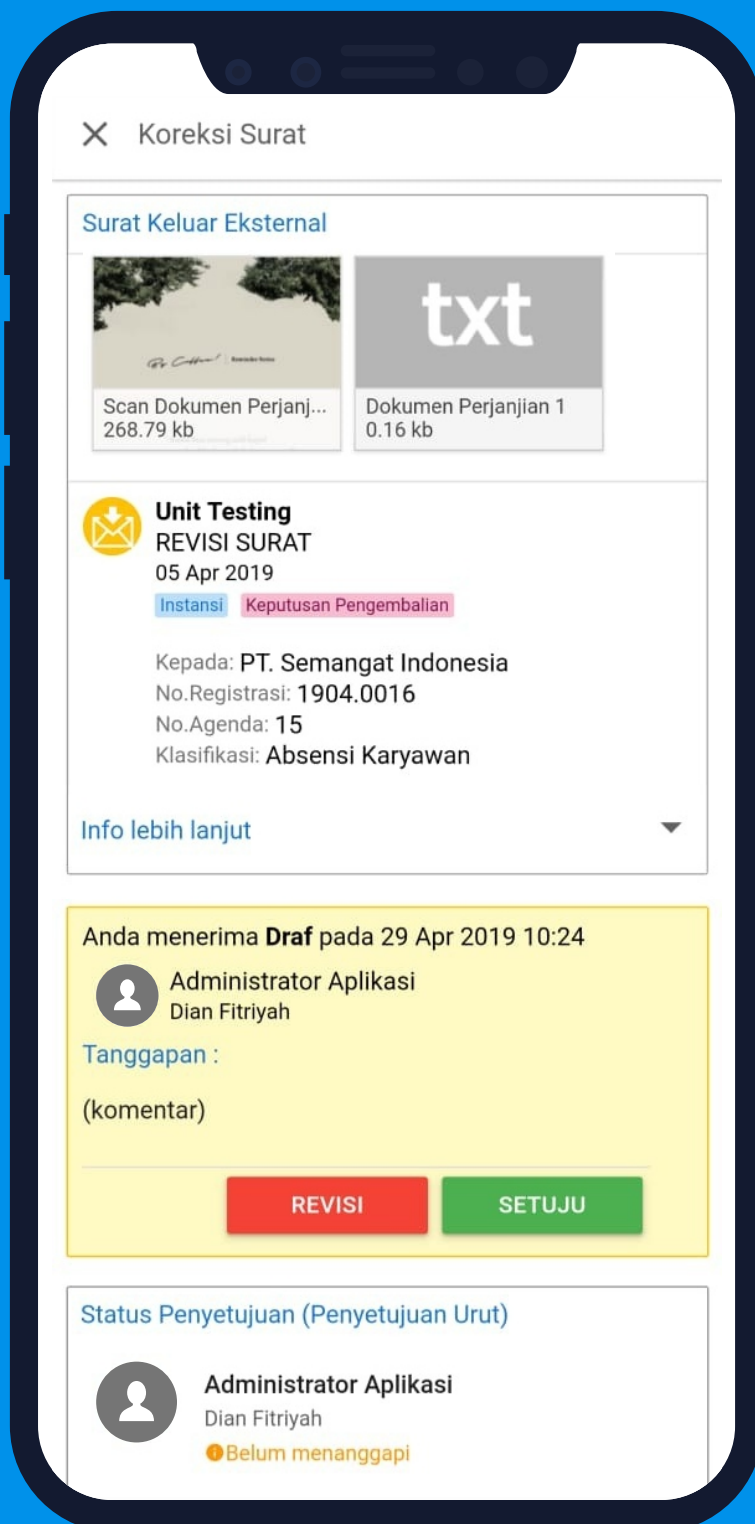 Koreksi Surat
Surat Keluar Eksternal
txt
Scan Dokumen Perjanj...
268.79 kb
Dokumen Perjanjian 1
0.16 kb
Unit Testing
REVISI SURAT
05 Apr 2019
Instansi Keputusan Pengembalian
Kepada: PT. Semangat Indonesia
No.Registrasi: 1904.0016
No.Agenda: 15
Klasifikasi: Absensi Karyawan
Info lebih lanjut
Anda menerima Draf pada 29 Apr 2019 10:24
Administrator Aplikasi
Dian Fitriyah
Tanggapan :
(komentar)
REVISI SETUJU
Status Penyetujuan (Penyetujuan Urut)
Administrator Aplikasi
Dian Fitriyah
Belum menanggapi